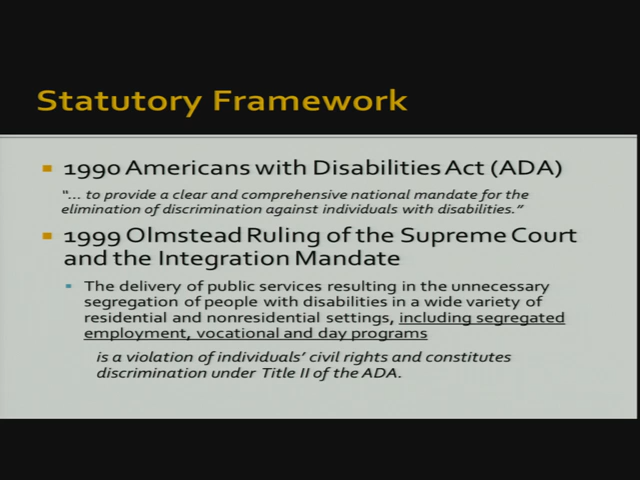 Statutory Framework
1990 Americans with Disabilities Act (ADA)
"... to provide a clear and comprehensive national mandate for the
elimination of discrimination against individuals with disabilities."
1999 Olmstead Ruling of the Supreme Court
and the Integration Mandate
The delivery of public services resulting in the unnecessary
segregation of people with disabilities in a wide variety of
residential and nonresidential settings, including segregated
employment, vocational and day programs
is a violation of individuals' civil rights and constitutes
discrimination under Title II of the ADA.